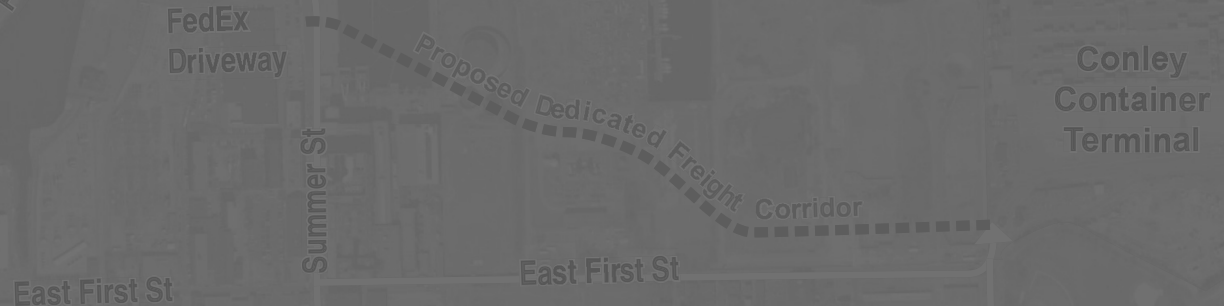 FedEx
Driveway
Proposed Dedicated Freight Corridor
Conley
Container
Terminal
Summer St
East First St
East First St